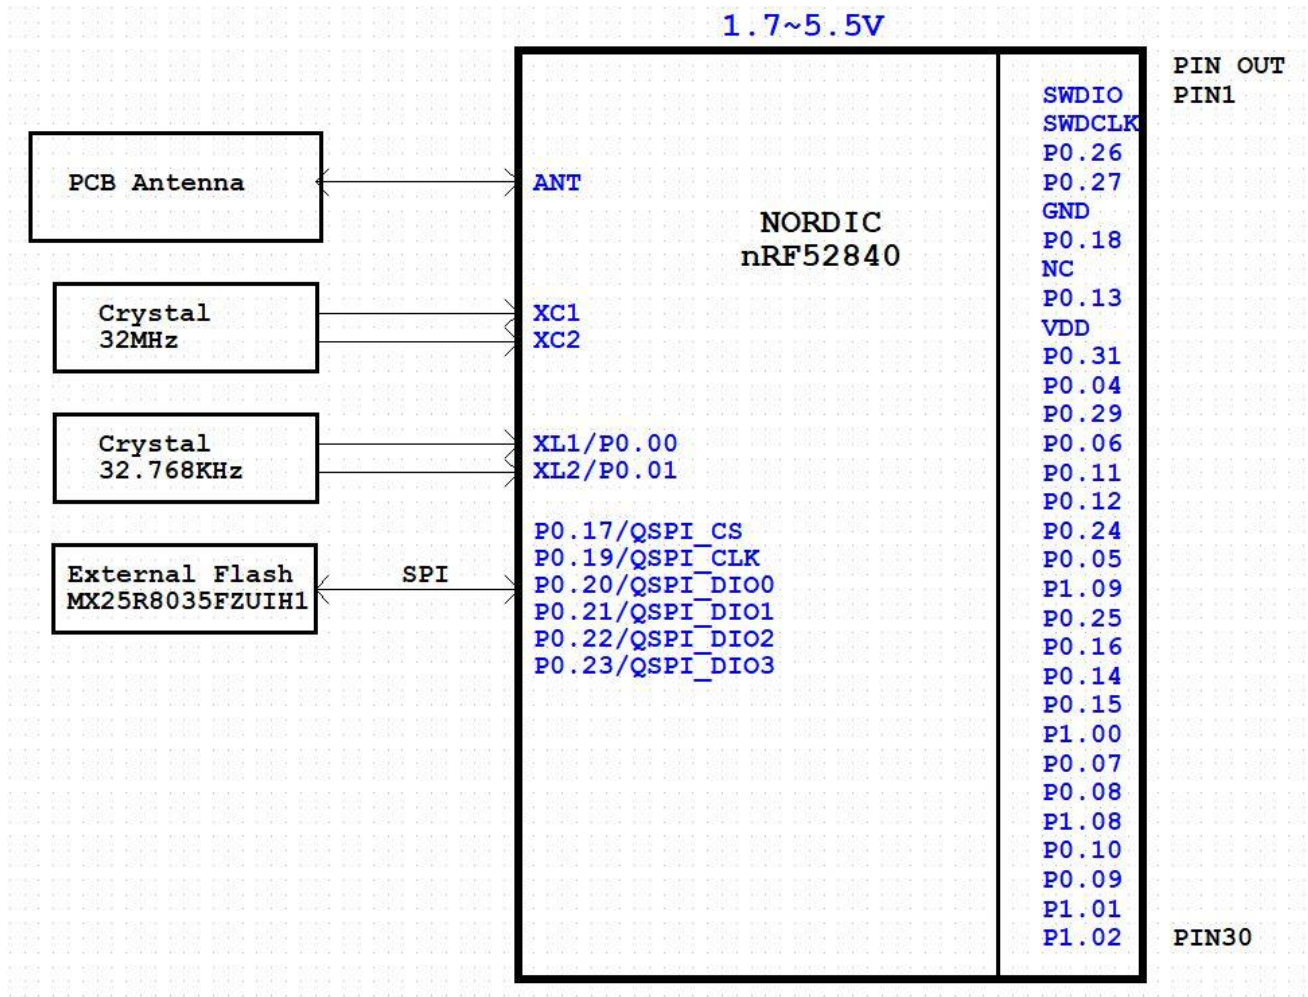 1.7~5.5V
PIN OUT
SWDIO PIN1
SWDCLK
P0.26
PCB Antenna ANT P0.27
GND
NORDIC
P0.18
nRF52840
NC
P0.13
Crystal XC1
VDD
32MHz XC2
P0.31
P0.04
P0.29
Crystal XL1/P0.00 P0.06
32.768KHz XL2/P0.01 P0.11
P0.12
P0.17/QSPI_CS P0.24
P0.19/QSPI_CLK P0.05
External Flash SPI
P0.20/QSPI_DIO0 P1.09
MX25R8035FZUIH1
P0.21/QSPI_DIO1 P0.25
P0.22/QSPI_DIO2 P0.16
P0.23/QSPI_DIO3 P0.14
P0.15
P1.00
P0.07
P0.08
P1.08
P0.10
P0.09
P1.01
P1.02 PIN30